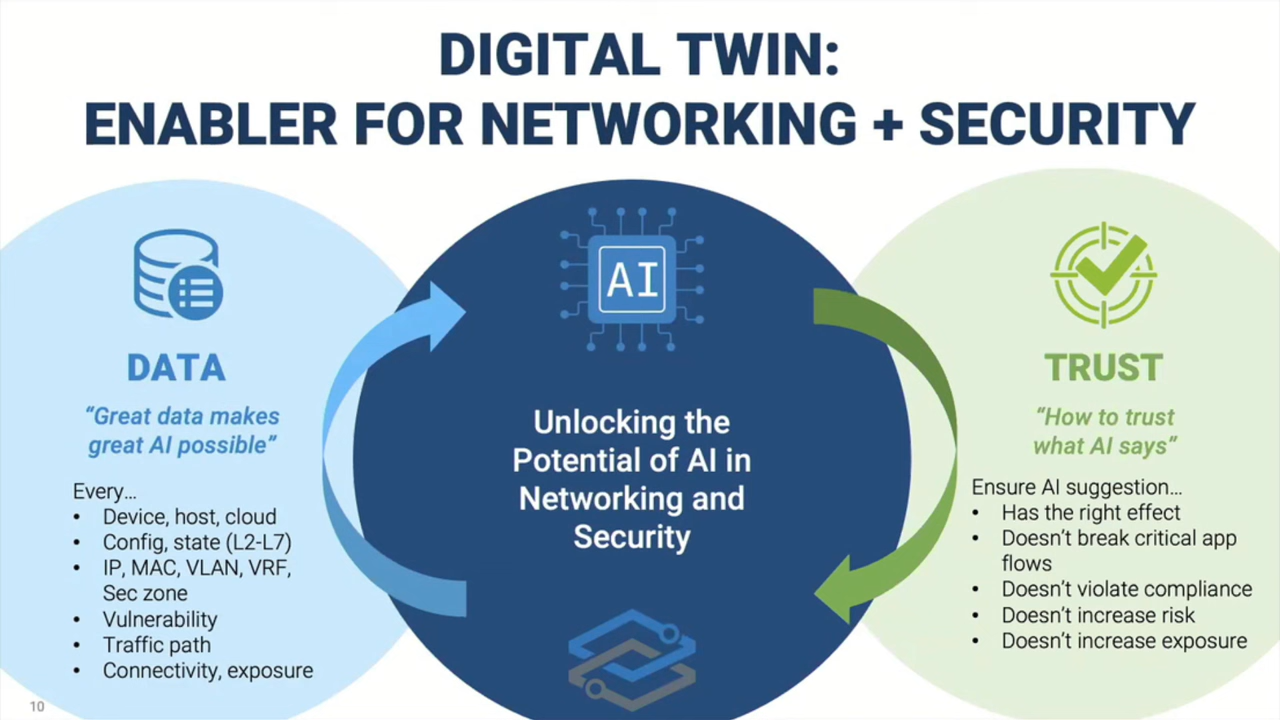 DIGITAL TWIN:
ENABLER FOR NETWORKING + SECURITY
DATA
“Great data makes
great AI possible”
Every…
• Device, host, cloud
• Config, state (L2-L7)
• IP, MAC, VLAN, VRF,
Sec zone
• Vulnerability
• Traffic path
• Connectivity, exposure
AI
Unlocking the
Potential of AI in
Networking and
Security
TRUST
“How to trust
what AI says”
Ensure AI suggestion…
• Has the right effect
• Doesn’t break critical app
flows
• Doesn’t violate compliance
• Doesn’t increase risk
• Doesn’t increase exposure
10